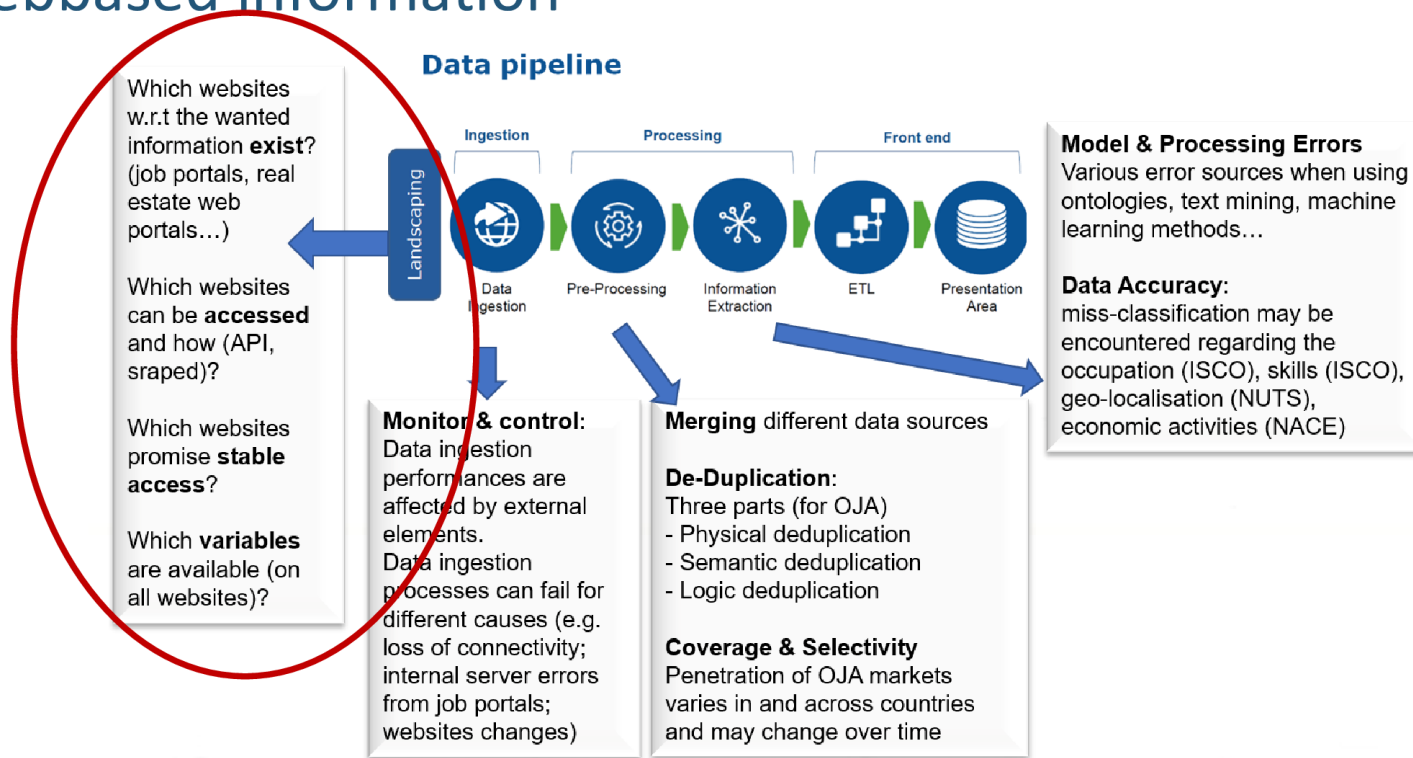 ebbased information
Data pipeline
Ingestion
Processing
Front end
Landscaping
Data
Ingestion
Pre-Processing
Information
Extraction
ETL
Presentation
Area
Which websites
w.r.t the wanted
information exist?
(job portals, real
estate web
portals…)
Which websites
can be accessed
and how (API,
sraped)?
Which websites
promise stable
access?
Which variables
are available (on
all websites)?
Monitor & control:
Data ingestion
performances are
affected by external
elements.
Data ingestion
processes can fail for
different causes (e.g.
loss of connectivity;
internal server errors
from job portals;
websites changes)
Merging different data sources
De-Duplication:
Three parts (for OJA)
- Physical deduplication
- Semantic deduplication
- Logic deduplication
Coverage & Selectivity
Penetration of OJA markets
varies in and across countries
and may change over time
Model & Processing Errors
Various error sources when using
ontologies, text mining, machine
learning methods…
Data Accuracy:
miss-classification may be
encountered regarding the
occupation (ISCO), skills (ISCO),
geo-localisation (NUTS),
economic activities (NACE)